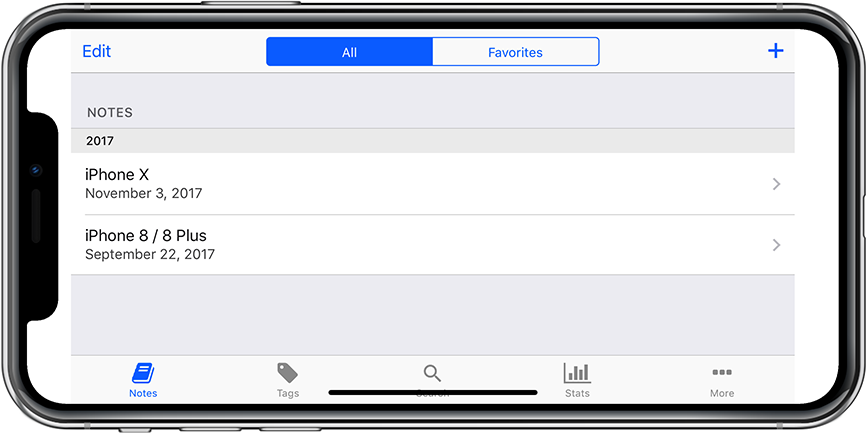 Edit
All
Favorites
+
NOTES
2017
iPhone X
November 3, 2017
iPhone 8 / 8 Plus
September 22, 2017
Notes
Tags
Search
Stats
More